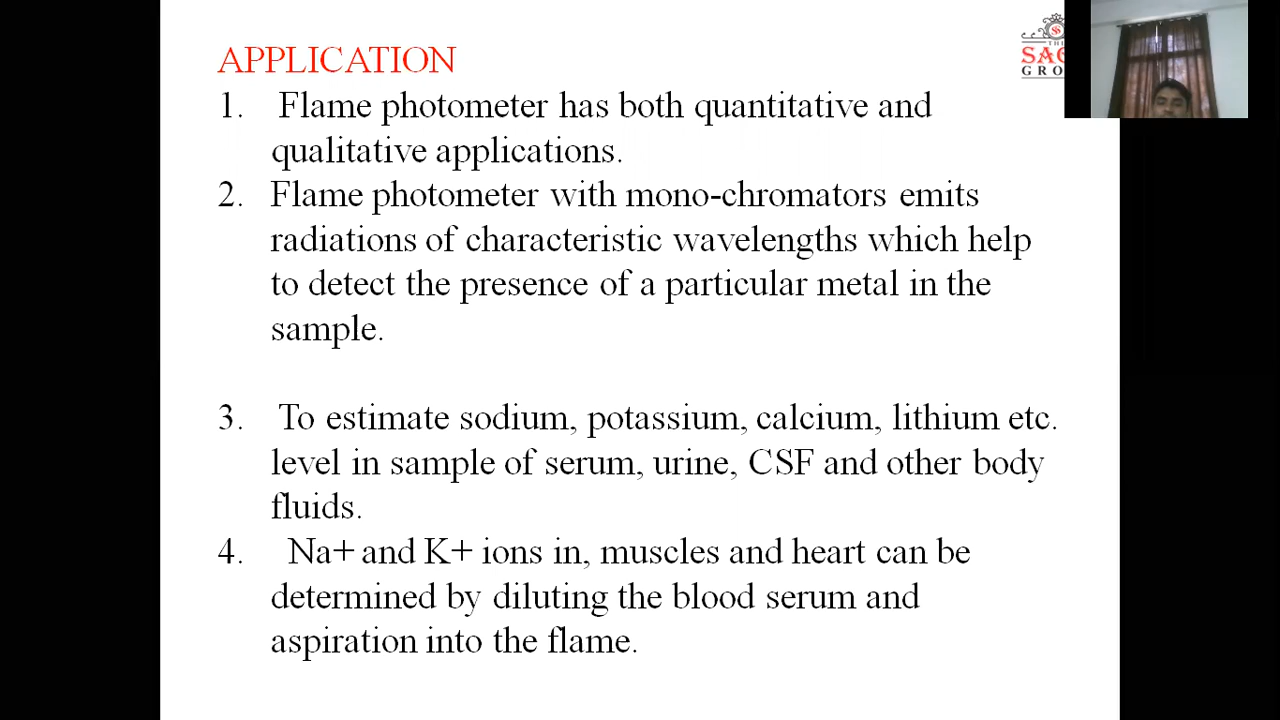 APPLICATION
1. Flame photometer has both quantitative and
qualitative applications.
2. Flame photometer with mono-chromators emits
radiations of characteristic wavelengths which help
to detect the presence of a particular metal in the
sample.
3. To estimate sodium, potassium, calcium, lithium etc.
level in sample of serum, urine, CSF and other body
fluids.
4. Na+ and K+ ions in, muscles and heart can be
determined by diluting the blood serum and
aspiration into the flame.